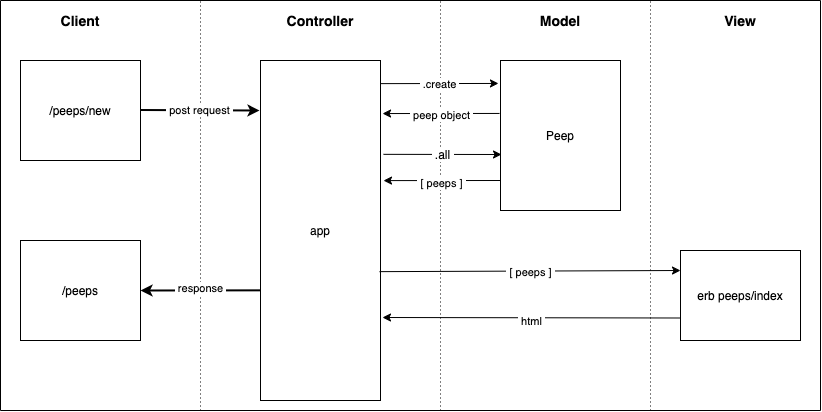 Client
Controller
Model
View
/peeps/new
post request
app
.create
peep object
.all
[ peeps ]
Peep
/peeps
response
[ peeps ]
html
erb peeps/index